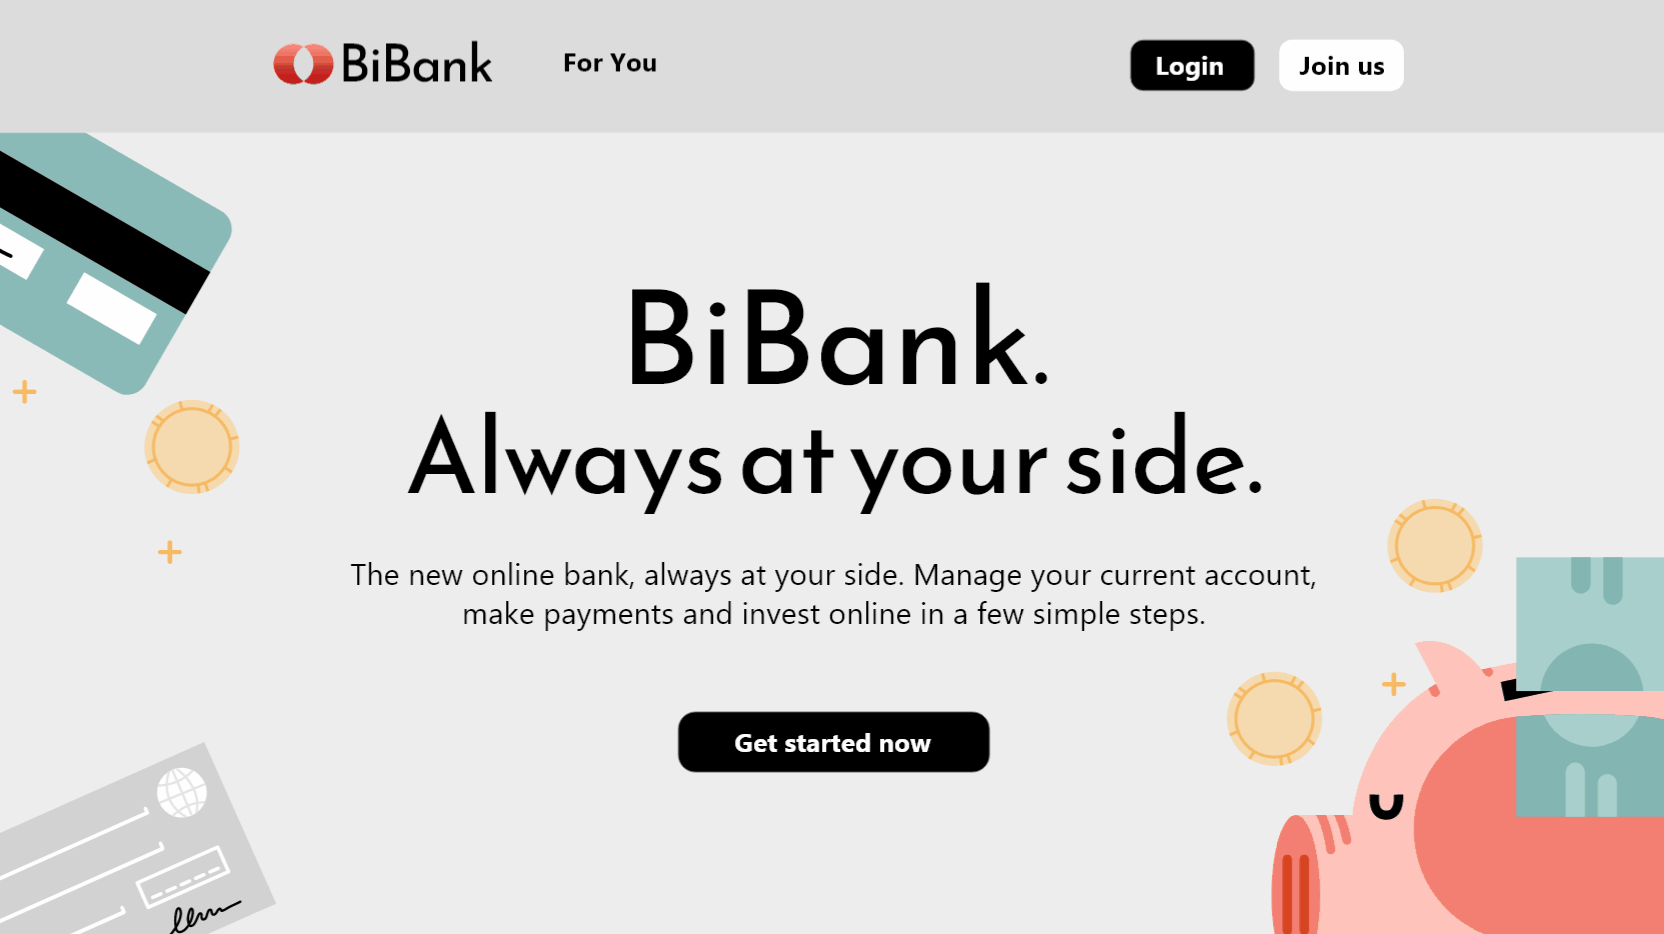 BiBank
For You
Login
Join us
BiBank.
Always at your side.
The new online bank, always at your side. Manage your current account,
make payments and invest online in a few simple steps.
Get started now